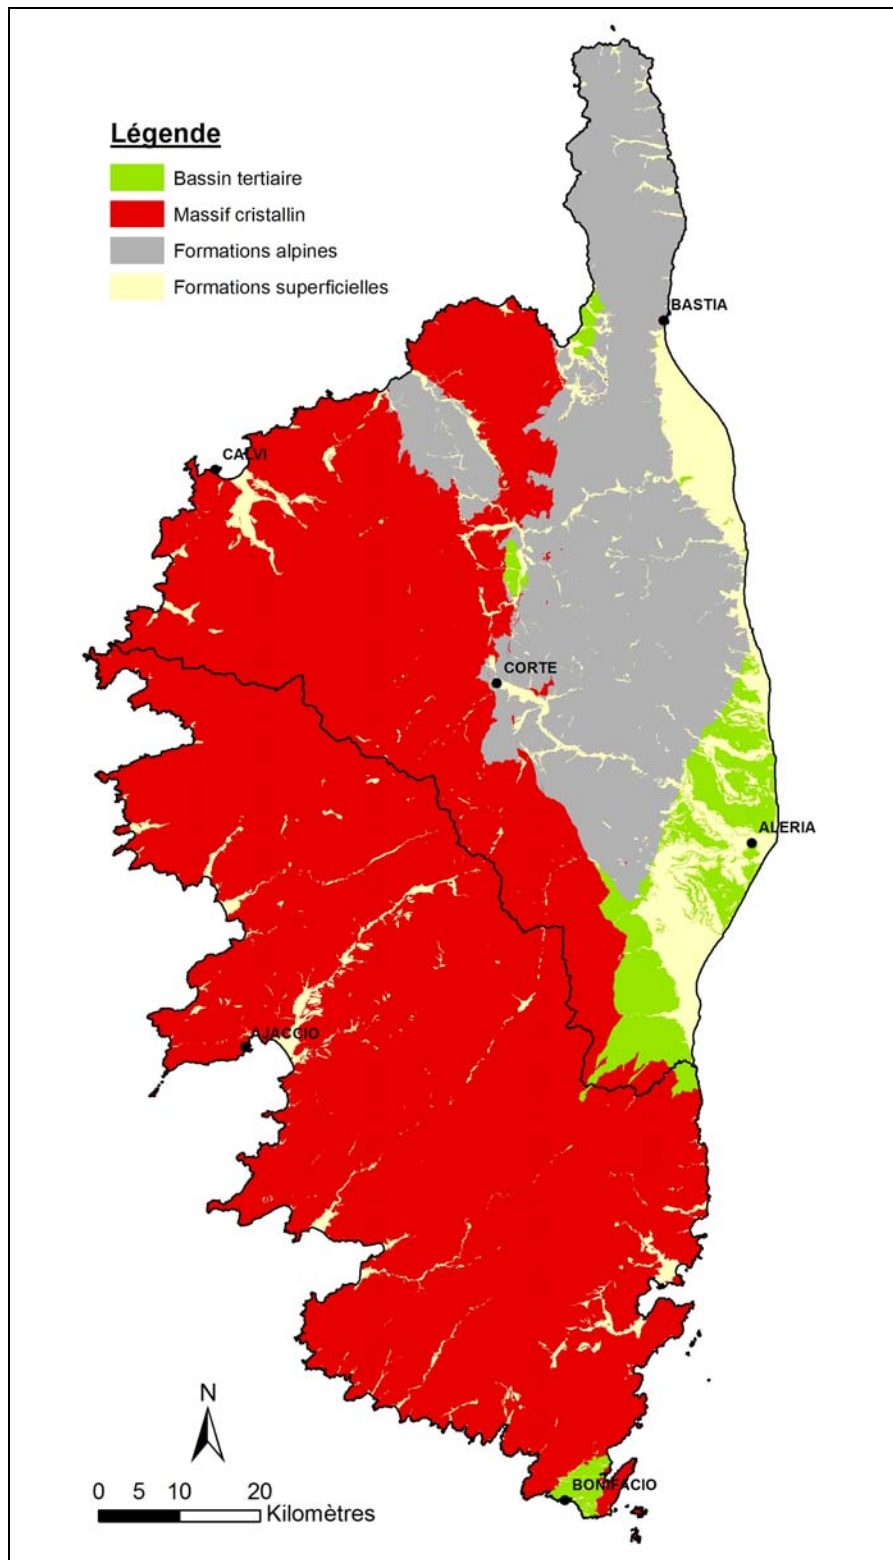 Légende
Bassin tertiaire
Massif cristallin
Formations alpines
Formations superficielles
BASTIA
CALVI
CORTE
ALERIA
AJACCIO
BONIFACIO
N
0 5 10 20
Kilomètres